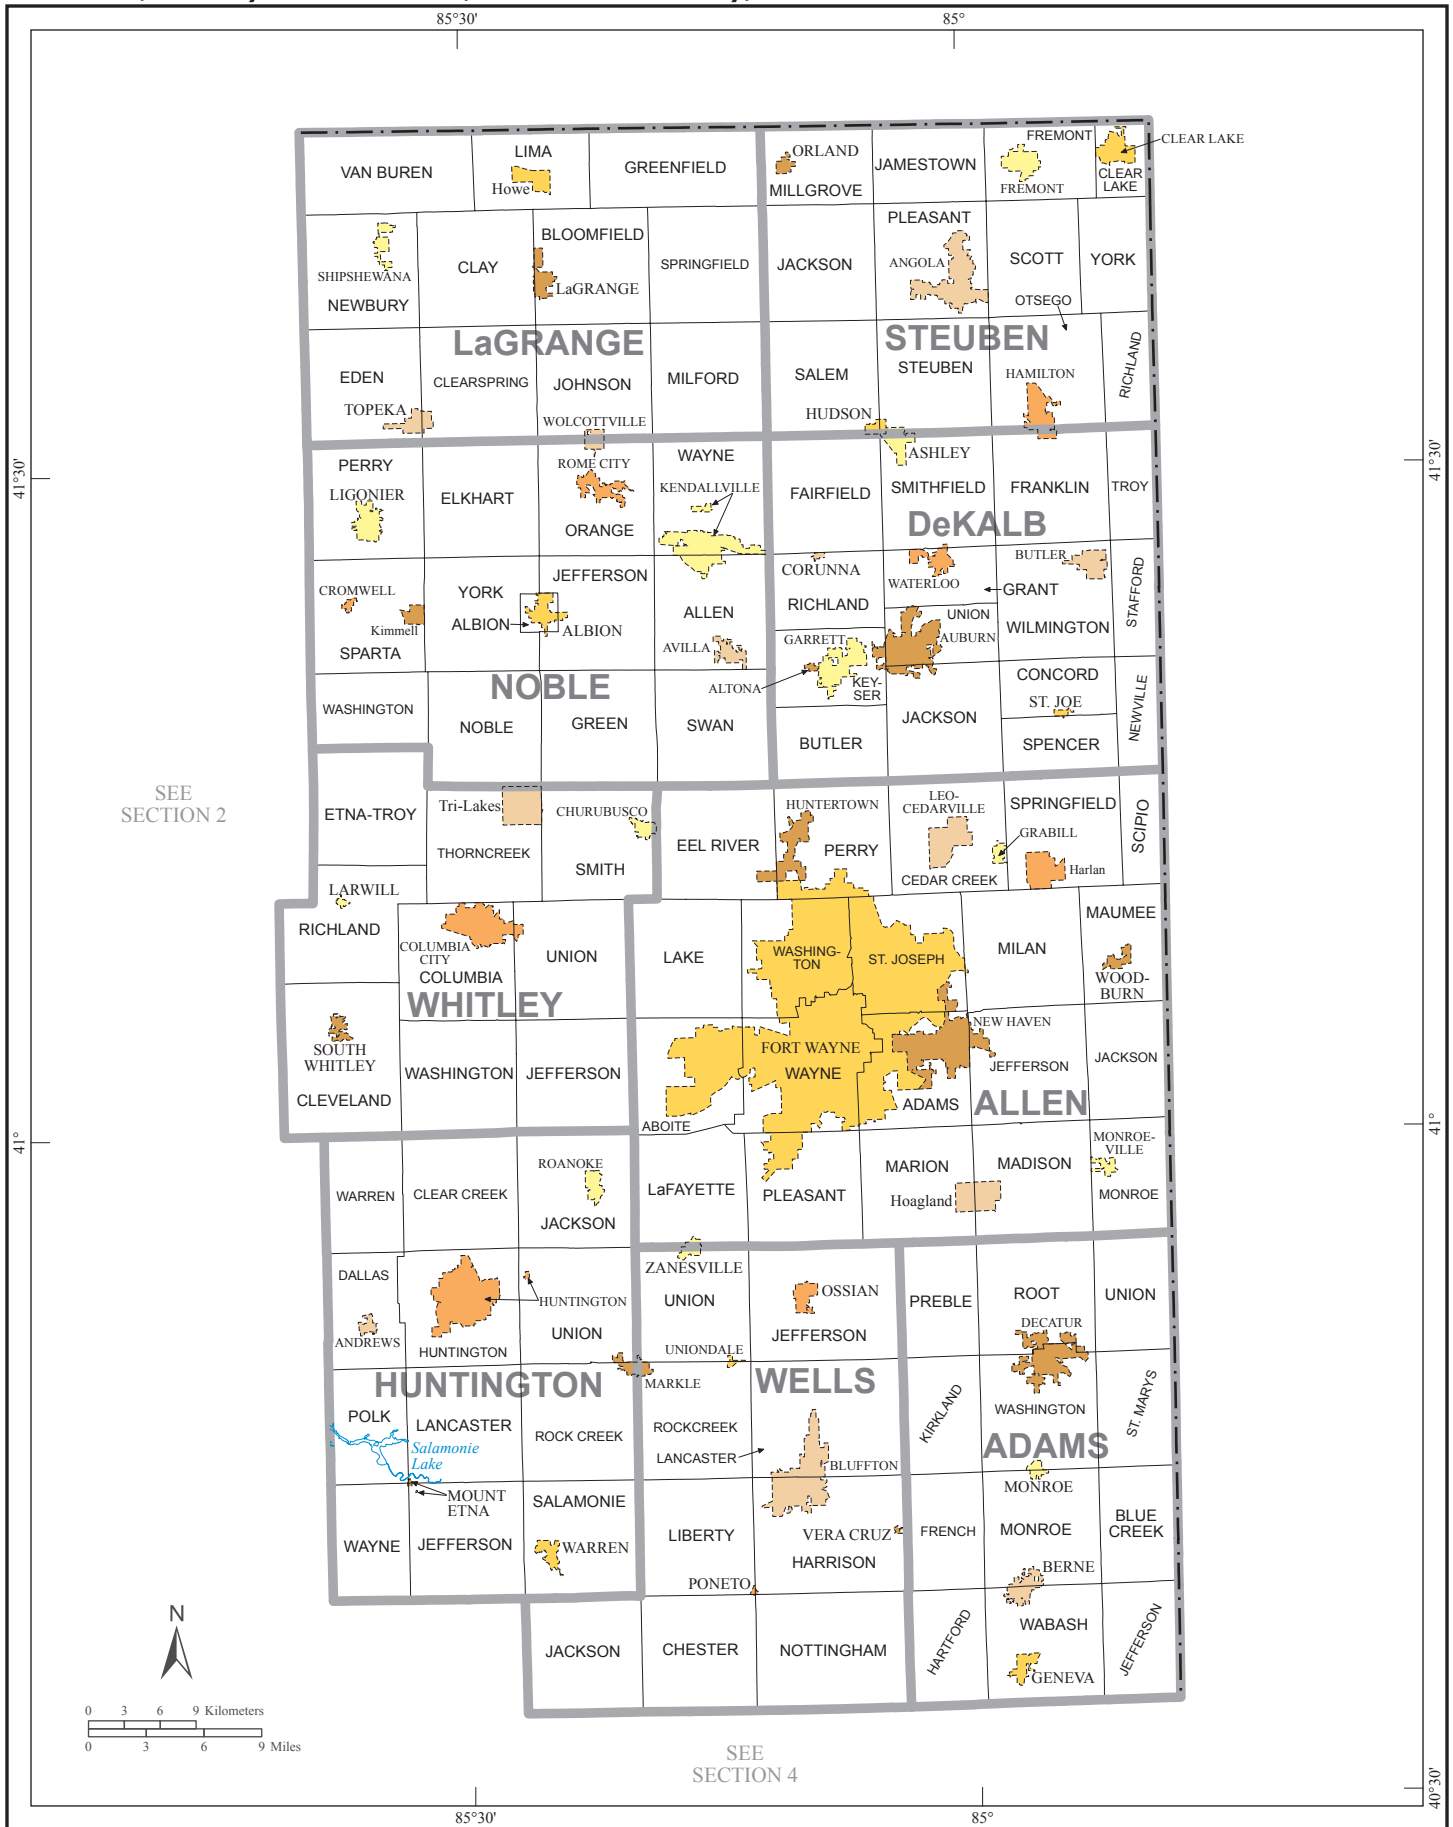 85°30'
85°
FREMONT
CLEAR LAKE
LIMA
ORLAND
VAN BUREN
GREENFIELD
JAMESTOWN
CLEAR
LAKE
Howe
MILLGROVE
FREMONT
PLEASANT
BLOOMFIELD
SHIPSHEWANA
CLAY
SPRINGFIELD
JACKSON
ANGOLA
SCOTT
YORK
LaGRANGE
NEWBURY
OTSEGO
LaGRANGE
STEUBEN
EDEN
CLEARSPRING
JOHNSON
MILFORD
SALEM
STEUBEN
HAMILTON
RICHLAND
TOPEKA
WOLCOTTVILLE
HUDSON
41°30'
41°30'
PERRY
ROME CITY
WAYNE
ASHLEY
LIGONIER
ELKHART
KENDALLVILLE
FAIRFIELD
SMITHFIELD
FRANKLIN
TROY
ORANGE
DeKALB
JEFFERSON
CORUNNA
WATERLOO
BUTLER
CROMWELL
YORK
GRANT
STAFFORD
Kimmell
ALBION
ALBION
ALLEN
RICHLAND
UNION
WILMINGTON
SPARTA
AVILLA
GARRETT
AUBURN
NOBLE
ALTONA
KEY-
SER
CONCORD
ST. JOE
WASHINGTON
NOBLE
GREEN
SWAN
BUTLER
JACKSON
SPENCER
NEWVILLE
SEE
SECTION 2
ETNA-TROY
Tri-Lakes
CHURUBUSCO
HUNTERTOWN
LEO-
CEDARVILLE
SPRINGFIELD
SCIPIO
THORNCREEK
SMITH
EEL RIVER
PERRY
GRABILL
CEDAR CREEK
Harlan
LARWILL
RICHLAND
COLUMBIA
CITY
COLUMBIA
UNION
LAKE
WASHING-
TON
ST. JOSEPH
MILAN
MAUMEE
WOOD-
BURN
WHITLEY
SOUTH
WHITLEY
NEW HAVEN
CLEVELAND
WASHINGTON
JEFFERSON
FORT WAYNE
WAYNE
JEFFERSON
JACKSON
ADAMS
ALLEN
ABOITE
41°
41°
WARREN
CLEAR CREEK
ROANOKE
JACKSON
LaFAYETTE
PLEASANT
MARION
MADISON
MONROE-
VILLE
Hoagland
MONROE
DALLAS
ZANESVILLE
HUNTINGTON
UNION
OSSIAN
PREBLE
ROOT
UNION
ANDREWS
HUNTINGTON
UNION
JEFFERSON
DECATUR
UNIONDALE
HUNTINGTON
MARKLE
WELLS
POLK
LANCASTER
ROCK CREEK
ROCKCREEK
KIRKLAND
WASHINGTON
ST. MARYS
Salamonie
Lake
LANCASTER
BLUFFTON
ADAMS
MOUNT
ETNA
SALAMONIE
MONROE
WAYNE
JEFFERSON
WARREN
LIBERTY
VERA CRUZ
HARRISON
FRENCH
MONROE
BLUE
CREEK
PONETO
BERNE
N
JACKSON
CHESTER
NOTTINGHAM
HARTFORD
WABASH
GENEVA
JEFFERSON
0 3 6 9 Kilometers
0 3 6 9 Miles
SEE
SECTION 4
40°30'
85°30'
85°